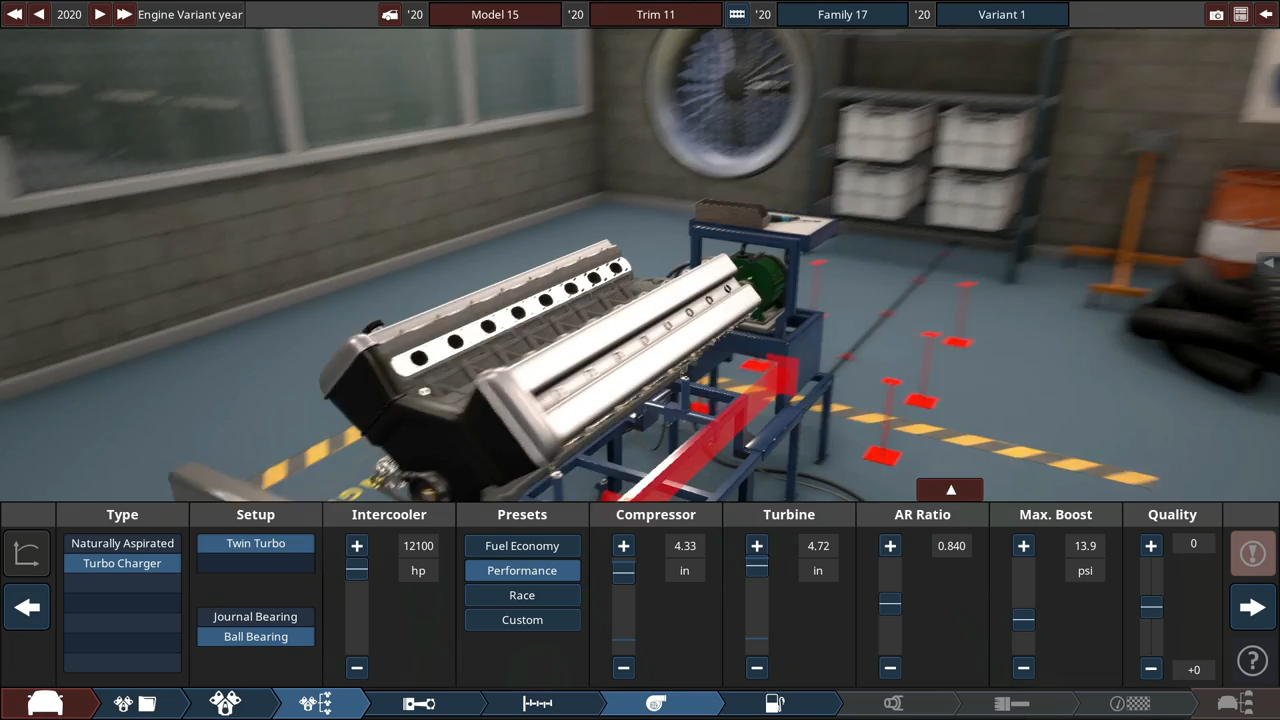 2020 Engine Variant year '20 Model 15 '20 Trim 11 '20 Family 17 '20 Variant 1
Type Setup Intercooler Presets Compressor Turbine AR Ratio Max. Boost Quality
Naturally Aspirated
Turbo Charger
Twin Turbo
Journal Bearing
Ball Bearing
12100
hp
Fuel Economy
Performance
Race
Custom
4.33
in
4.72
in
0.840
13.9
psi
0
+0